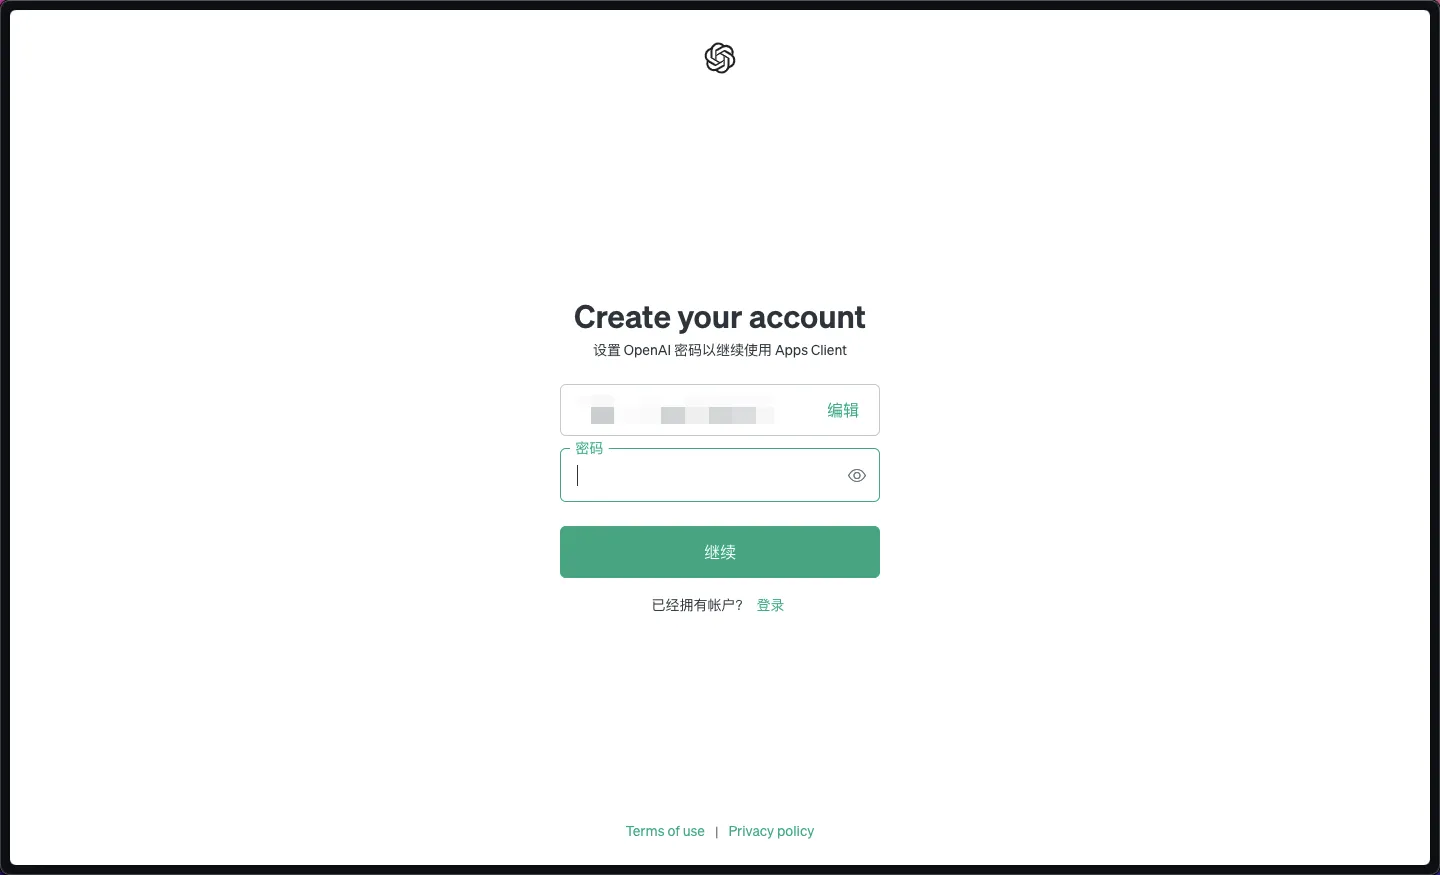 Create your account
设置 OpenAI 密码以继续使用 Apps Client
编辑
密码
继续
已经拥有帐户? 登录
Terms of use | Privacy policy